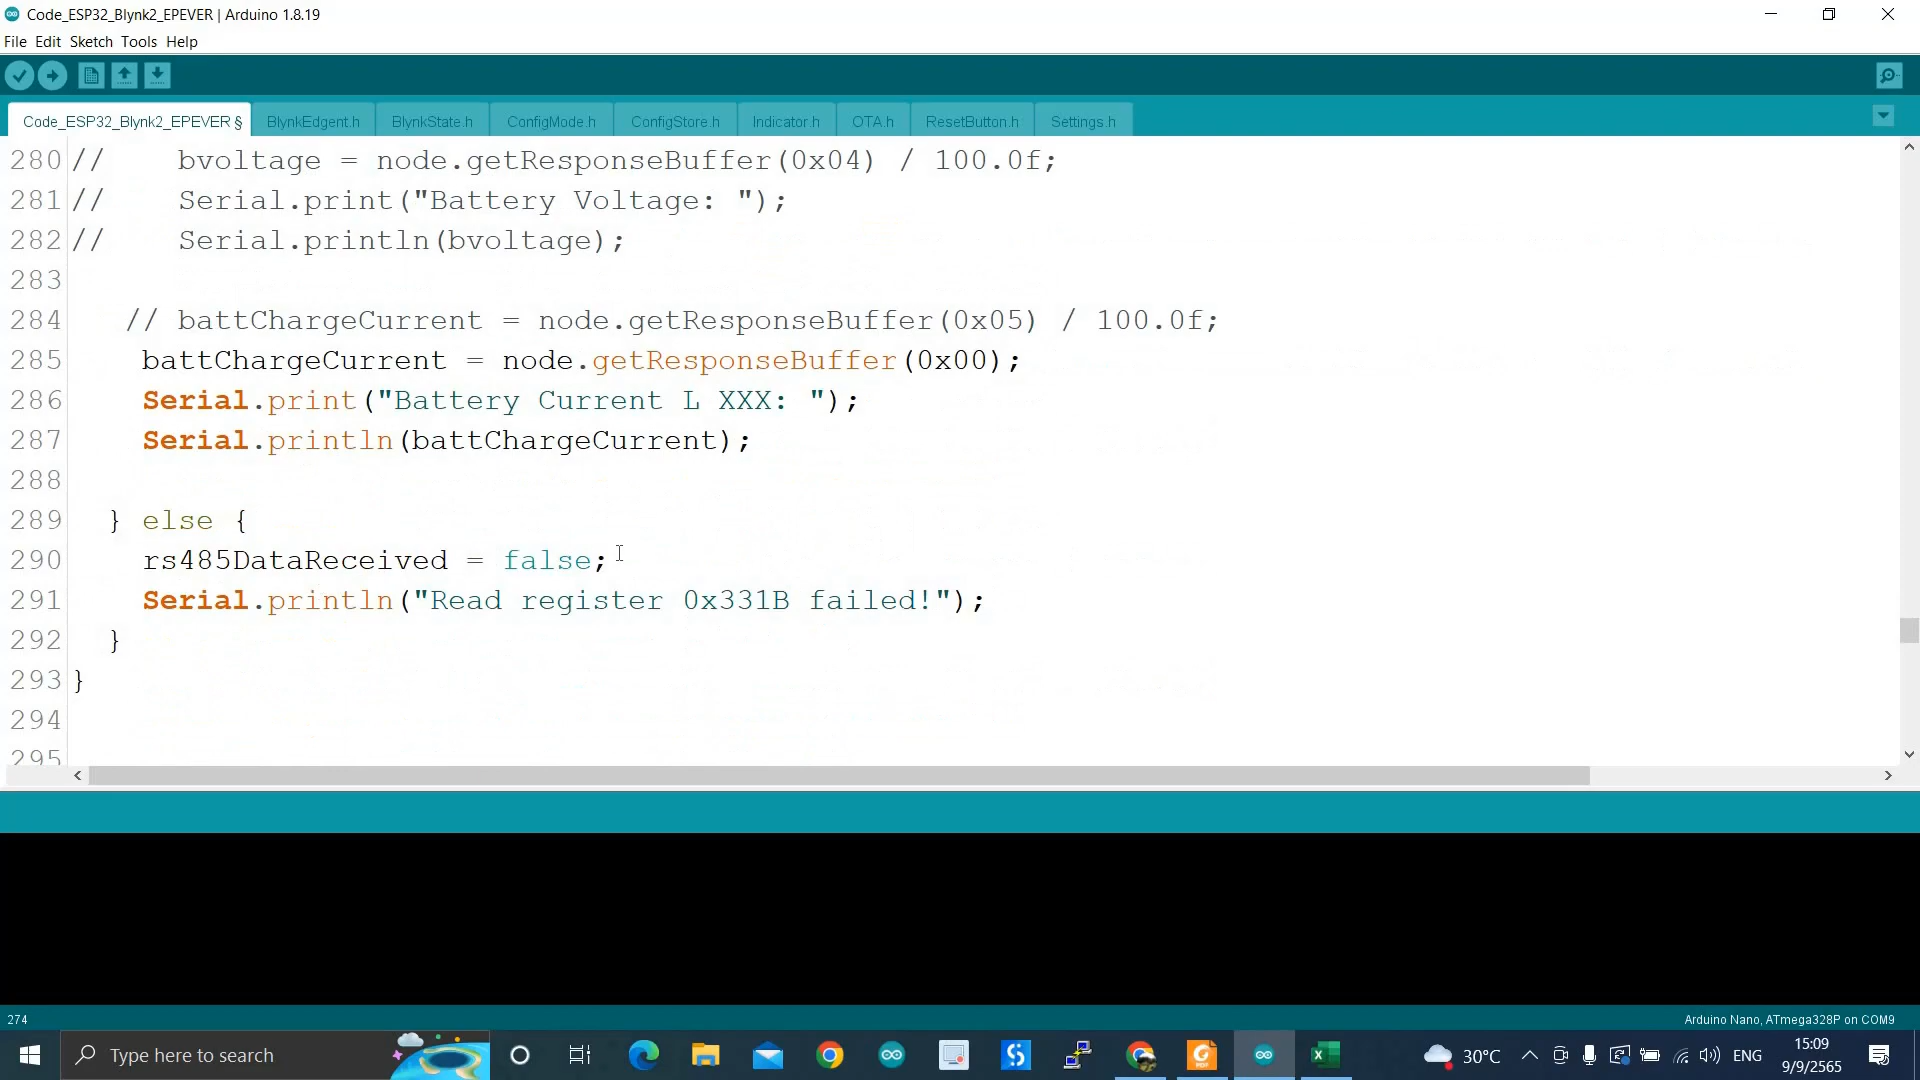 Code_ESP32_Blynk2_EPEVER | Arduino 1.8.19
File Edit Sketch Tools Help
Code_ESP32_Blynk2_EPEVER § BlynkEdgent.h BlynkState.h ConfigMode.h ConfigStore.h Indicator.h OTA.h ResetButton.h Settings.h
280 // bvoltage = node.getResponseBuffer(0x04) / 100.0f;
281 // Serial.print("Battery Voltage: ");
282 // Serial.println(bvoltage);
283
284 // battChargeCurrent = node.getResponseBuffer(0x05) / 100.0f;
285 battChargeCurrent = node.getResponseBuffer(0x00);
286 Serial.print("Battery Current L XXX: ");
287 Serial.println(battChargeCurrent);
288
289 } else {
290 rs485DataReceived = false;
291 Serial.println("Read register 0x331B failed!");
292 }
293 }
294
295
274
Arduino Nano, ATmega328P on COM9
Type here to search
30°C
ENG
15:09
9/9/2565